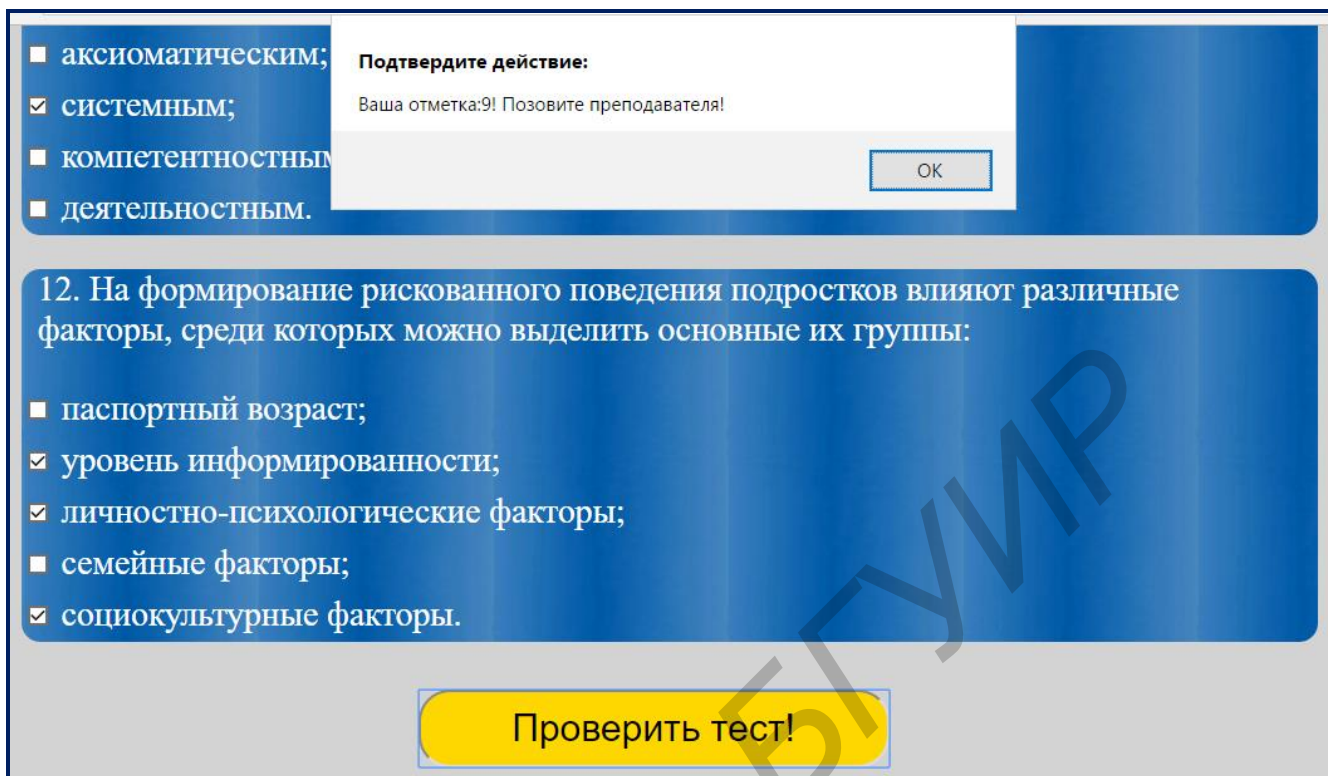 аксиоматическим;
системным;
компетентностным
деятельностным.
Подтвердите действие:
Ваша отметка:9! Позовите преподавателя!
OK
12. На формирование рискованного поведения подростков влияют различные
факторы, среди которых можно выделить основные их группы:
паспортный возраст;
уровень информированности;
личностно-психологические факторы;
семейные факторы;
социокультурные факторы.
Проверить тест!
БГУИР